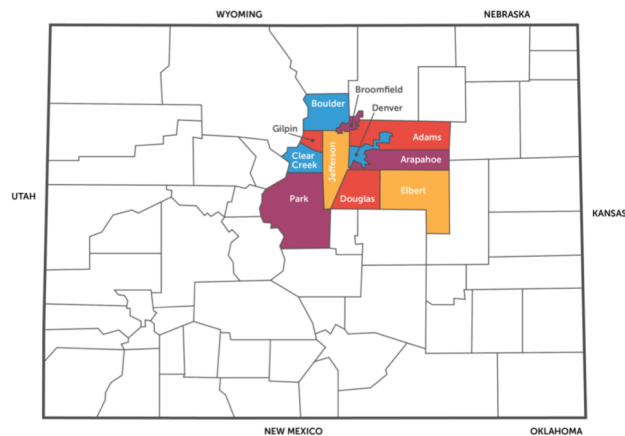 WYOMING
NEBRASKA
Broomfield
Boulder
Denver
Gilpin
Adams
Jefferson
Clear
Creek
Arapahoe
UTAH
Park
Douglas
Elbert
KANSAS
NEW MEXICO
OKLAHOMA